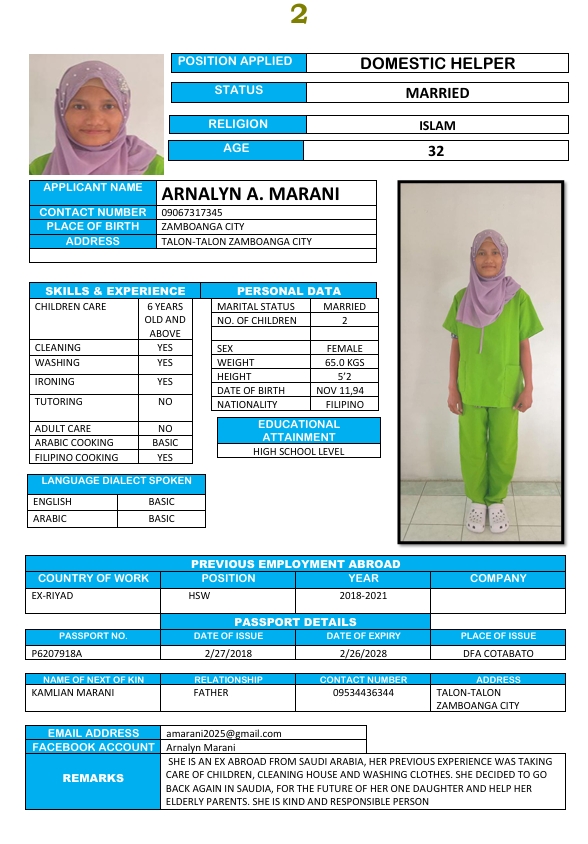 2
POSITION APPLIED DOMESTIC HELPER
STATUS MARRIED
RELIGION ISLAM
AGE 32
APPLICANT NAME ARNALYN A. MARANI
CONTACT NUMBER 09067317345
PLACE OF BIRTH ZAMBOANGA CITY
ADDRESS TALON-TALON ZAMBOANGA CITY
SKILLS & EXPERIENCE
CHILDREN CARE 6 YEARS
OLD AND
ABOVE
CLEANING YES
WASHING YES
IRONING YES
TUTORING NO
ADULT CARE NO
ARABIC COOKING BASIC
FILIPINO COOKING YES
PERSONAL DATA
MARITAL STATUS MARRIED
NO. OF CHILDREN 2
SEX FEMALE
WEIGHT 65.0 KGS
HEIGHT 5’2
DATE OF BIRTH NOV 11,94
NATIONALITY FILIPINO
EDUCATIONAL
ATTAINMENT
HIGH SCHOOL LEVEL
LANGUAGE DIALECT SPOKEN
ENGLISH BASIC
ARABIC BASIC
PREVIOUS EMPLOYMENT ABROAD
COUNTRY OF WORK POSITION YEAR COMPANY
EX-RIYAD HSW 2018-2021
PASSPORT DETAILS
PASSPORT NO. DATE OF ISSUE DATE OF EXPIRY PLACE OF ISSUE
P6207918A 2/27/2018 2/26/2028 DFA COTABATO
NAME OF NEXT OF KIN RELATIONSHIP CONTACT NUMBER ADDRESS
KAMLIAN MARANI FATHER 09534436344 TALON-TALON
ZAMBOANGA CITY
EMAIL ADDRESS amarani2025@gmail.com
FACEBOOK ACCOUNT Arnalyn Marani
REMARKS
SHE IS AN EX ABROAD FROM SAUDI ARABIA, HER PREVIOUS EXPERIENCE WAS TAKING
CARE OF CHILDREN, CLEANING HOUSE AND WASHING CLOTHES. SHE DECIDED TO GO
BACK AGAIN IN SAUDIA, FOR THE FUTURE OF HER ONE DAUGHTER AND HELP HER
ELDERLY PARENTS. SHE IS KIND AND RESPONSIBLE PERSON